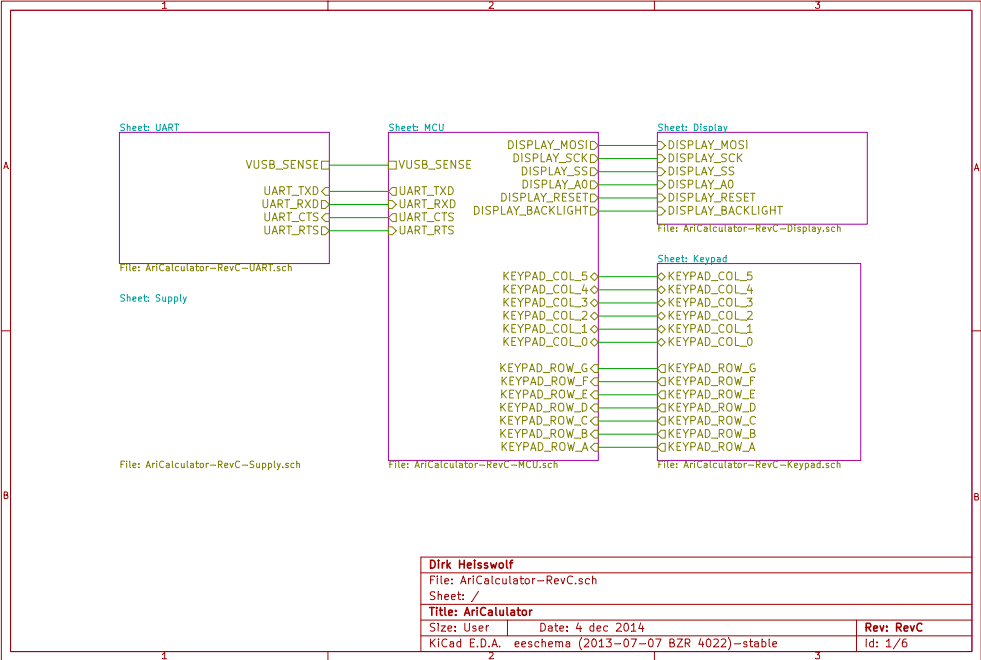 1 2 3
Sheet: UART
VUSB_SENSE
UART_TXD
UART_RXD
UART_CTS
UART_RTS
File: AriCalculator-RevC-UART.sch
Sheet: MCU
VUSB_SENSE
UART_TXD
UART_RXD
UART_CTS
UART_RTS
DISPLAY_MOSI
DISPLAY_SCK
DISPLAY_SS
DISPLAY_A0
DISPLAY_RESET
DISPLAY_BACKLIGHT
KEYPAD_COL_5
KEYPAD_COL_4
KEYPAD_COL_3
KEYPAD_COL_2
KEYPAD_COL_1
KEYPAD_COL_0
KEYPAD_ROW_G
KEYPAD_ROW_F
KEYPAD_ROW_E
KEYPAD_ROW_D
KEYPAD_ROW_C
KEYPAD_ROW_B
KEYPAD_ROW_A
File: AriCalculator-RevC-MCU.sch
Sheet: Display
DISPLAY_MOSI
DISPLAY_SCK
DISPLAY_SS
DISPLAY_A0
DISPLAY_RESET
DISPLAY_BACKLIGHT
File: AriCalculator-RevC-Display.sch
Sheet: Keypad
KEYPAD_COL_5
KEYPAD_COL_4
KEYPAD_COL_3
KEYPAD_COL_2
KEYPAD_COL_1
KEYPAD_COL_0
KEYPAD_ROW_G
KEYPAD_ROW_F
KEYPAD_ROW_E
KEYPAD_ROW_D
KEYPAD_ROW_C
KEYPAD_ROW_B
KEYPAD_ROW_A
File: AriCalculator-RevC-Keypad.sch
Sheet: Supply
File: AriCalculator-RevC-Supply.sch
A A
B B
Dirk Heisswolf
File: AriCalculator-RevC.sch
Sheet: /
Title: AriCalulator
Size: User Date: 4 dec 2014 Rev: RevC
KiCad E.D.A. eeschema (2013-07-07 BZR 4022)-stable Id: 1/6
1 2 3